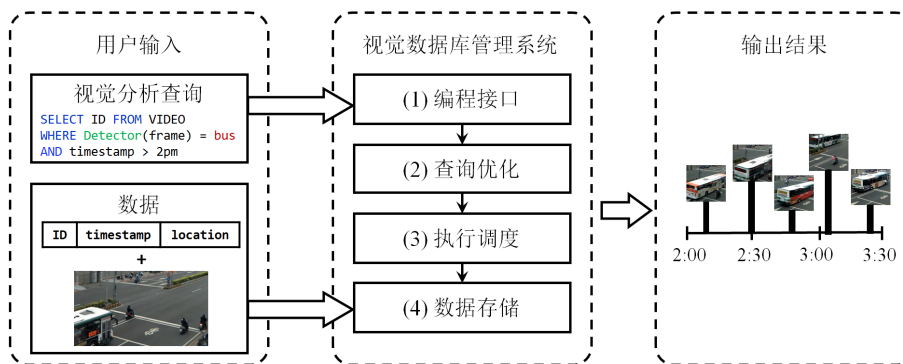 用户输入
视觉分析查询
SELECT ID FROM VIDEO
WHERE Detector(frame) = bus
AND timestamp > 2pm
数据
ID timestamp location
+
视觉数据库管理系统
(1) 编程接口
(2) 查询优化
(3) 执行调度
(4) 数据存储
输出结果
2:00 2:30 3:00 3:30